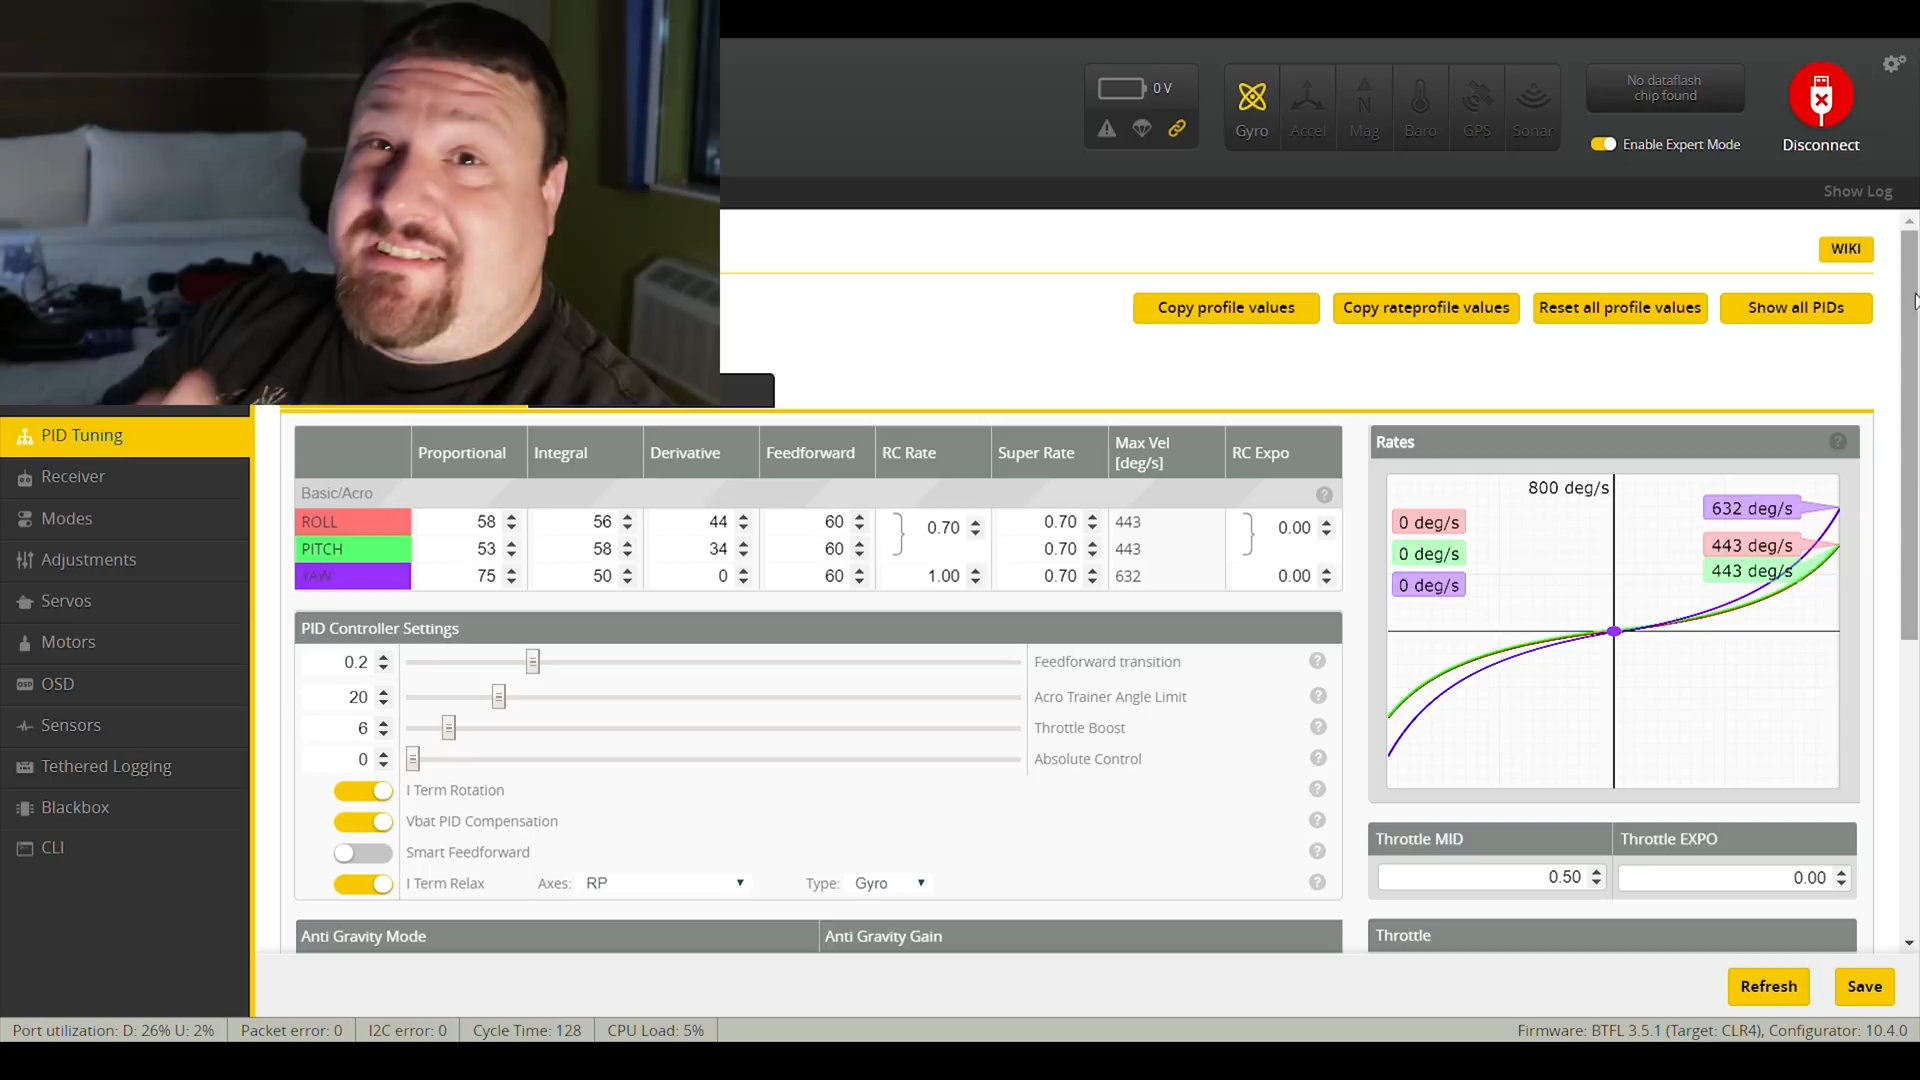 0 V
Gyro
Accel
Mag
Baro
GPS
Sonar
No dataflash
chip found
Enable Expert Mode
Disconnect
Show Log
WIKI
Copy profile values
Copy rateprofile values
Reset all profile values
Show all PIDs
PID Tuning
Receiver
Modes
Adjustments
Servos
Motors
OSD
Sensors
Tethered Logging
Blackbox
CLI
Proportional Integral Derivative Feedforward RC Rate Super Rate Max Vel [deg/s] RC Expo
Basic/Acro
ROLL 58 56 44 60 0.70 0.70 443 0.00
PITCH 53 58 34 60 0.70 443
YAW 75 50 0 60 1.00 0.70 632 0.00
PID Controller Settings
0.2 Feedforward transition
20 Acro Trainer Angle Limit
6 Throttle Boost
0 Absolute Control
I Term Rotation
Vbat PID Compensation
Smart Feedforward
I Term Relax Axes: RP Type: Gyro
Anti Gravity Mode Anti Gravity Gain
Rates
800 deg/s
0 deg/s
0 deg/s
0 deg/s
632 deg/s
443 deg/s
443 deg/s
Throttle MID Throttle EXPO
0.50 0.00
Throttle
Refresh
Save
Port utilization: D: 26% U: 2% Packet error: 0 I2C error: 0 Cycle Time: 128 CPU Load: 5% Firmware: BTFL 3.5.1 (Target: CLR4), Configurator: 10.4.0